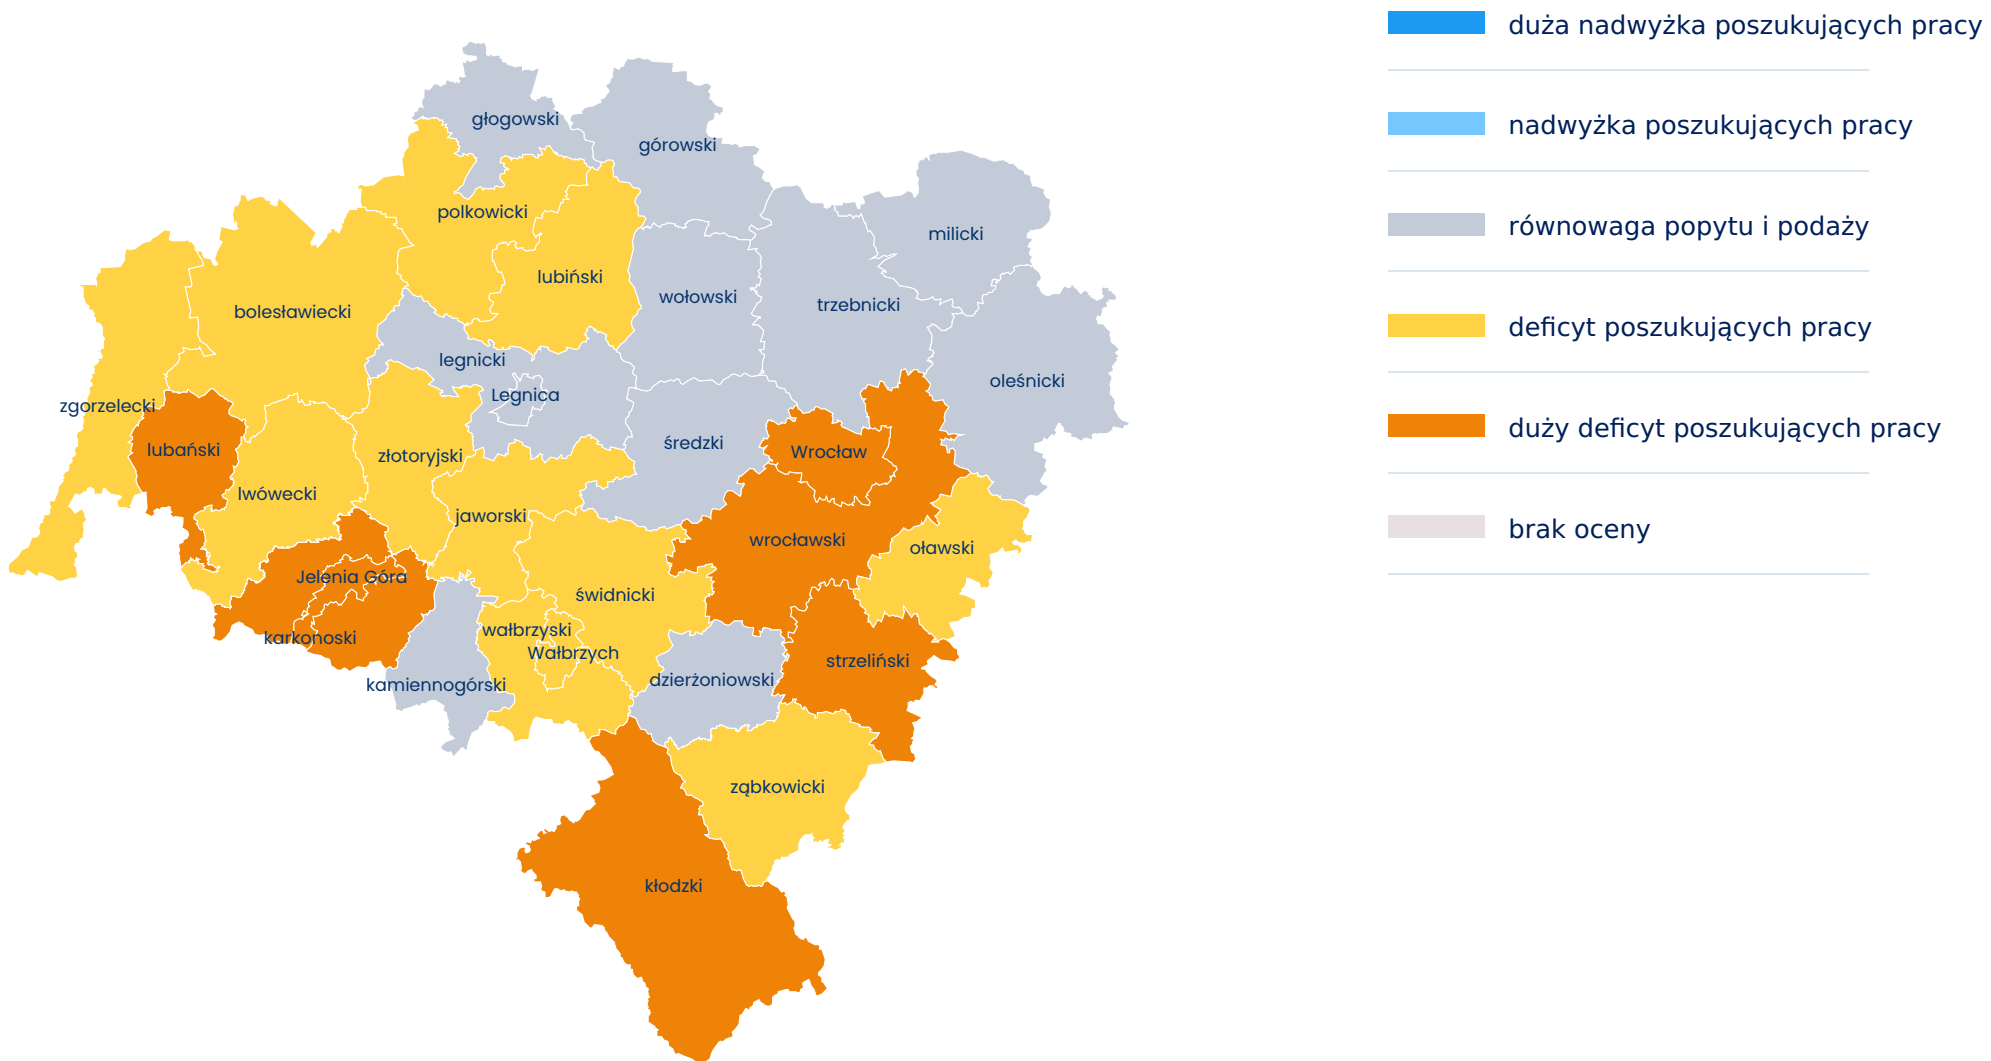 duża nadwyżka poszukujących pracy
nadwyżka poszukujących pracy
równowaga popytu i podaży
deficyt poszukujących pracy
duży deficyt poszukujących pracy
brak oceny
głogowski
górowski
polkowicki
milicki
lubiński
wołowski
trzebnicki
bolesławiecki
legnicki
oleśnicki
Legnica
zgorzelecki
średzki
lubański
Wrocław
złotoryjski
lwówecki
jaworski
wrocławski
oławski
Jelenia Góra
świdnicki
wałbrzyski
karkonoski
Wałbrzych
strzeliński
dzierżoniowski
kamiennogórski
ząbkowicki
kłodzki